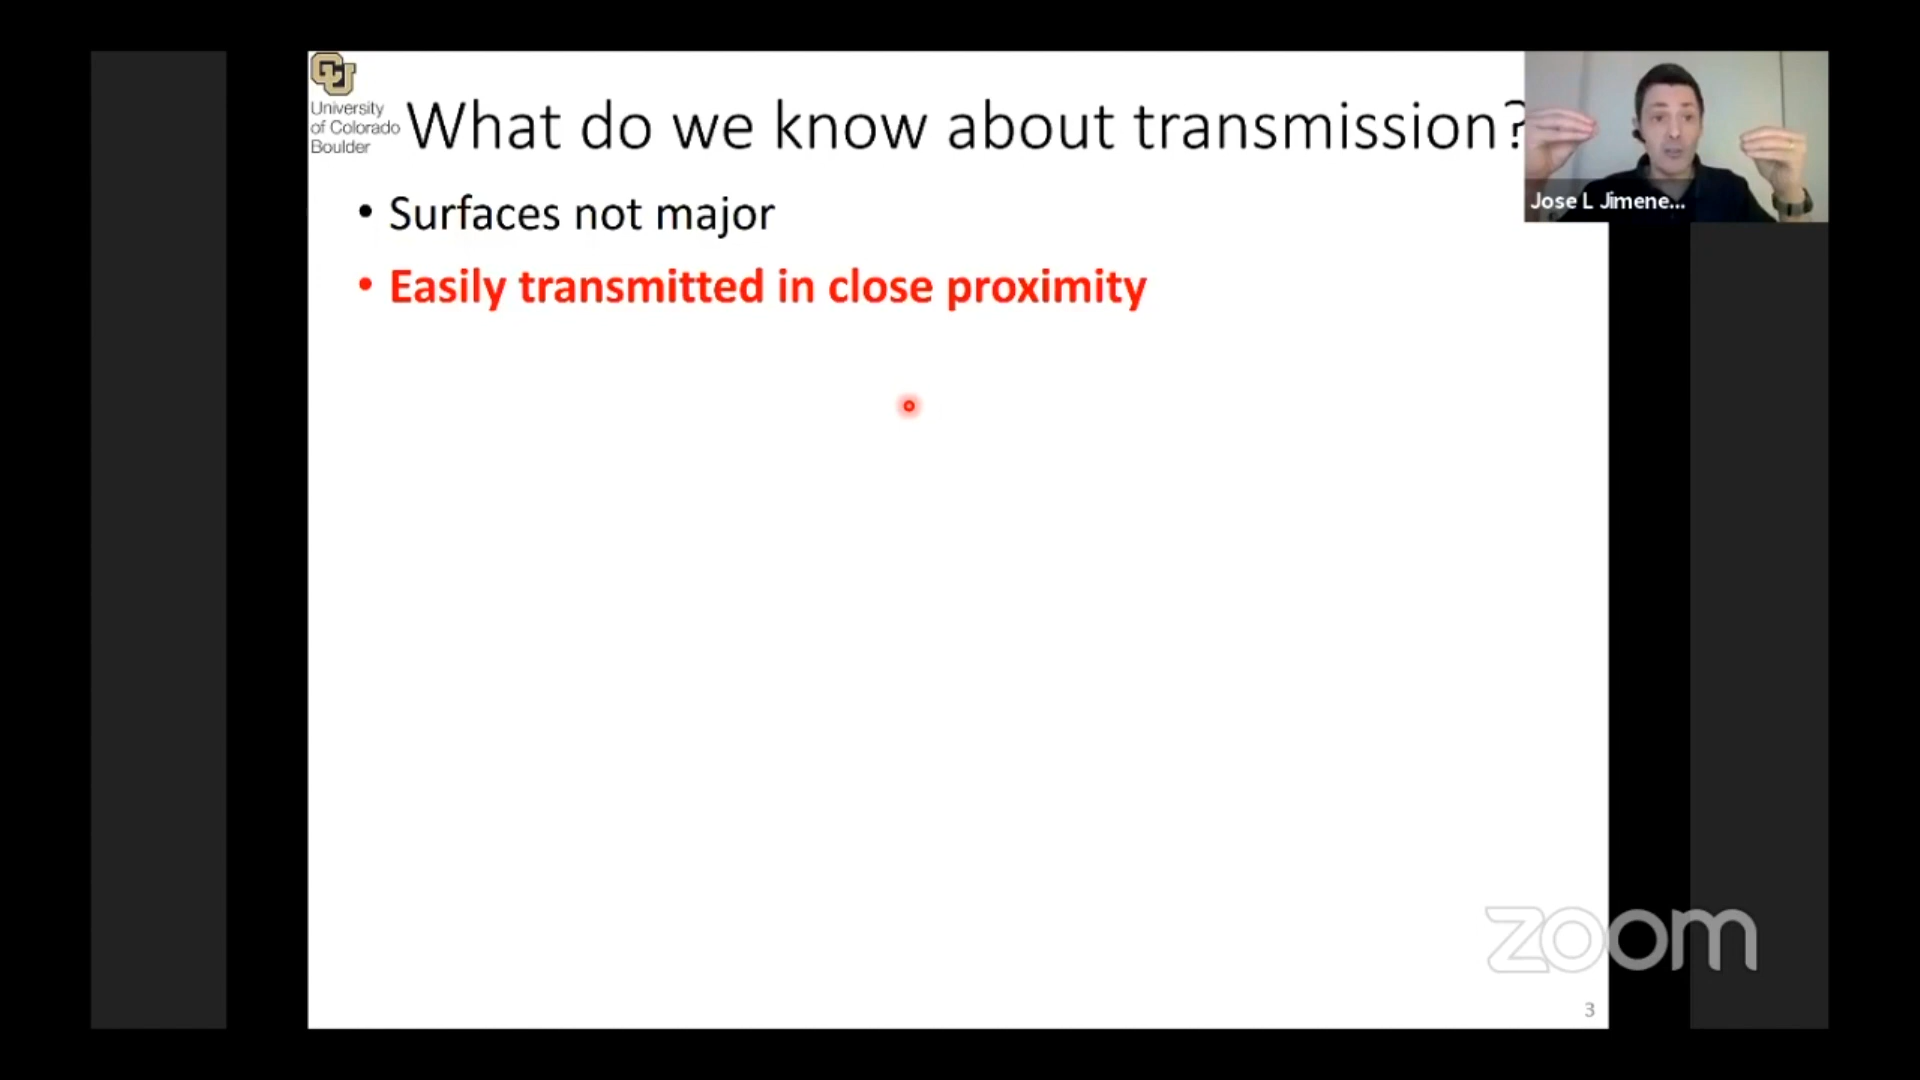 CU
University
of Colorado
Boulder
What do we know about transmission?
Jose L Jimene...
• Surfaces not major
• Easily transmitted in close proximity
zoom
3